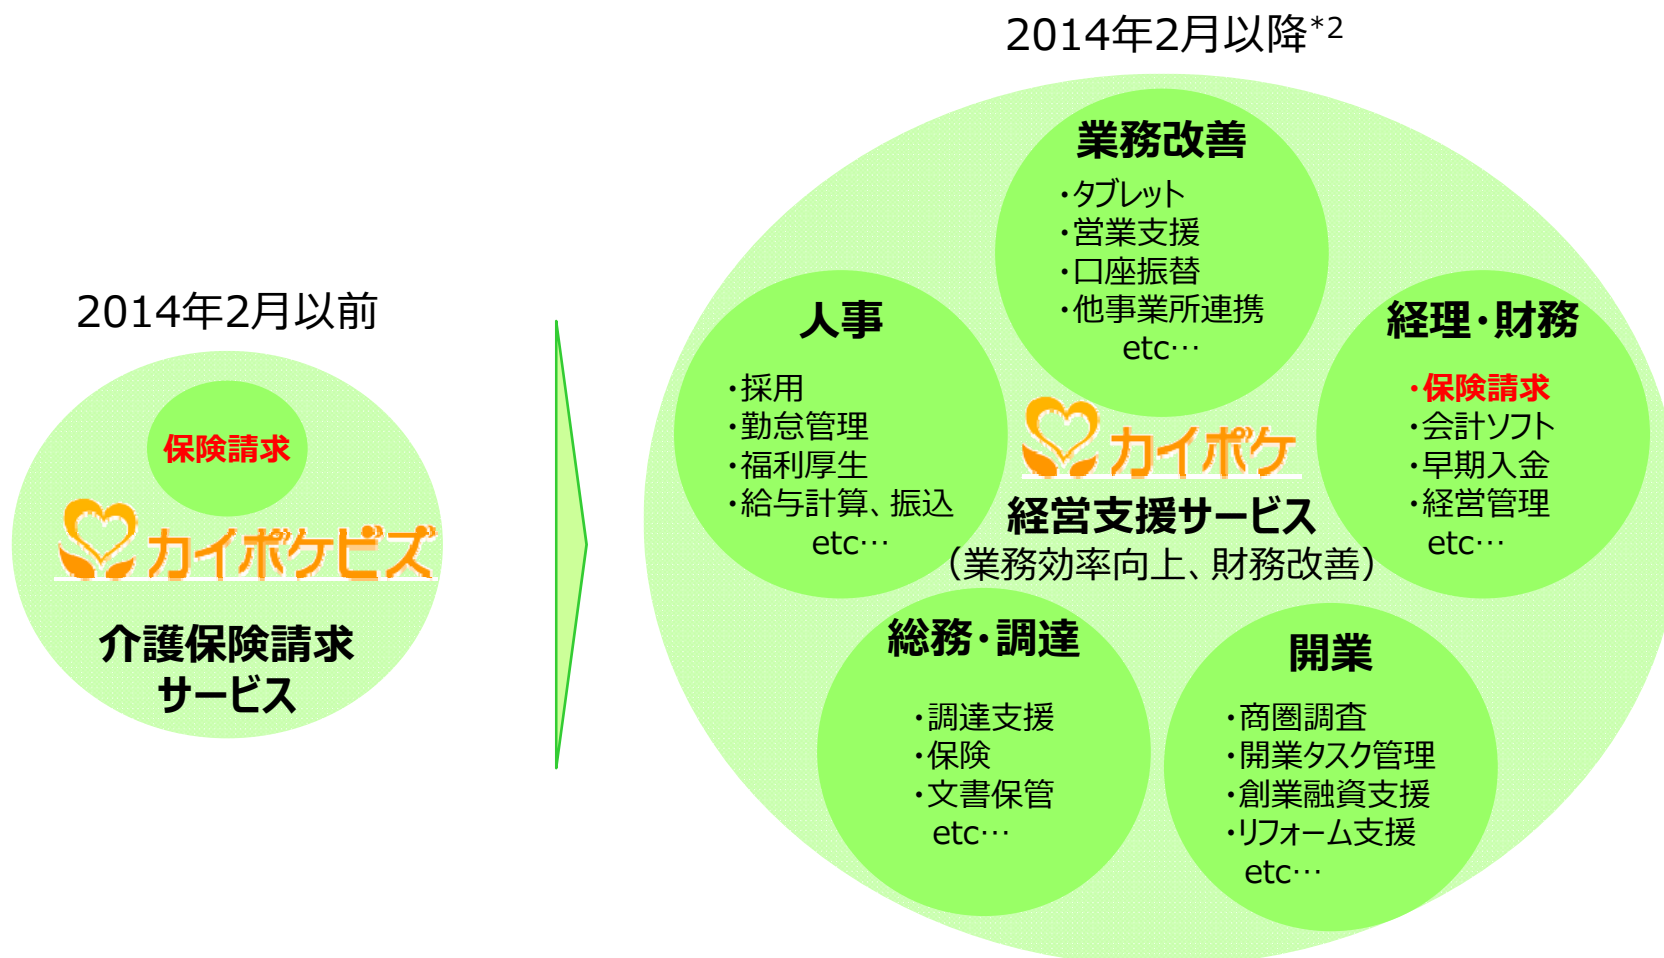 2014年2月以前
保険請求
カイポケビズ
介護保険請求
サービス
2014年2月以降*2
業務改善
・タブレット
・営業支援
・口座振替
・他事業所連携
etc…
人事
・採用
・勤怠管理
・福利厚生
・給与計算、振込
etc…
経理・財務
・保険請求
・会計ソフト
・早期入金
・経営管理
etc…
カイポケ
経営支援サービス
（業務効率向上、財務改善）
総務・調達
・調達支援
・保険
・文書保管
etc…
開業
・商圏調査
・開業タスク管理
・創業融資支援
・リフォーム支援
etc…